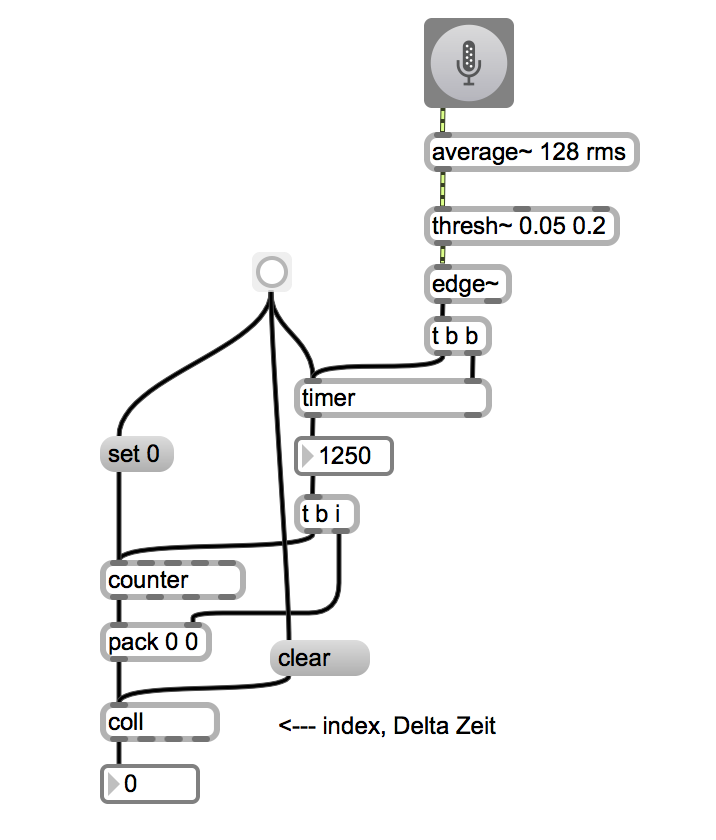 average~ 128 rms
thresh~ 0.05 0.2
edge~
t b b
timer
set 0
1250
t b i
counter
pack 0 0
clear
coll
<--- index, Delta Zeit
0